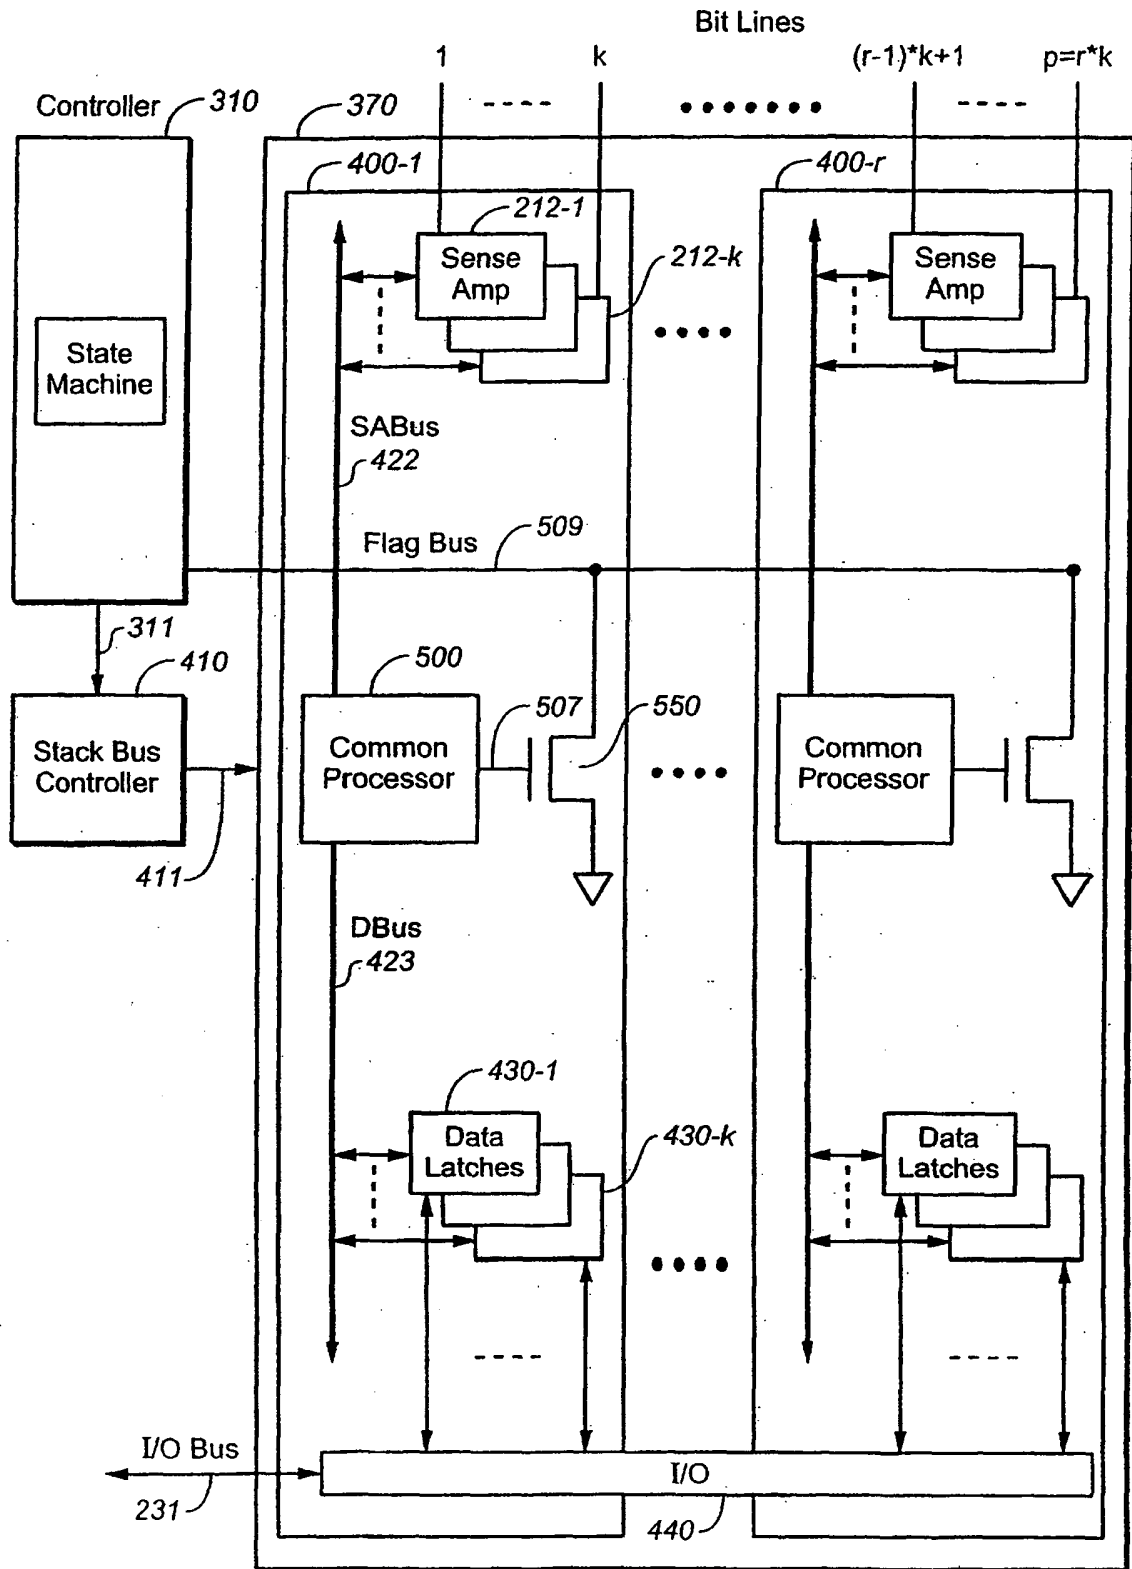 Bit Lines
1
k
(r-1)*k+1
p=r*k
Controller
310
370
400-1
400-r
212-1
Sense
Amp
212-k
Sense
Amp
State
Machine
SABus
422
Flag Bus
509
311
410
500
507
550
Stack Bus
Controller
Common
Processor
Common
Processor
411
DBus
423
430-1
Data
Latches
430-k
Data
Latches
I/O Bus
231
I/O
440